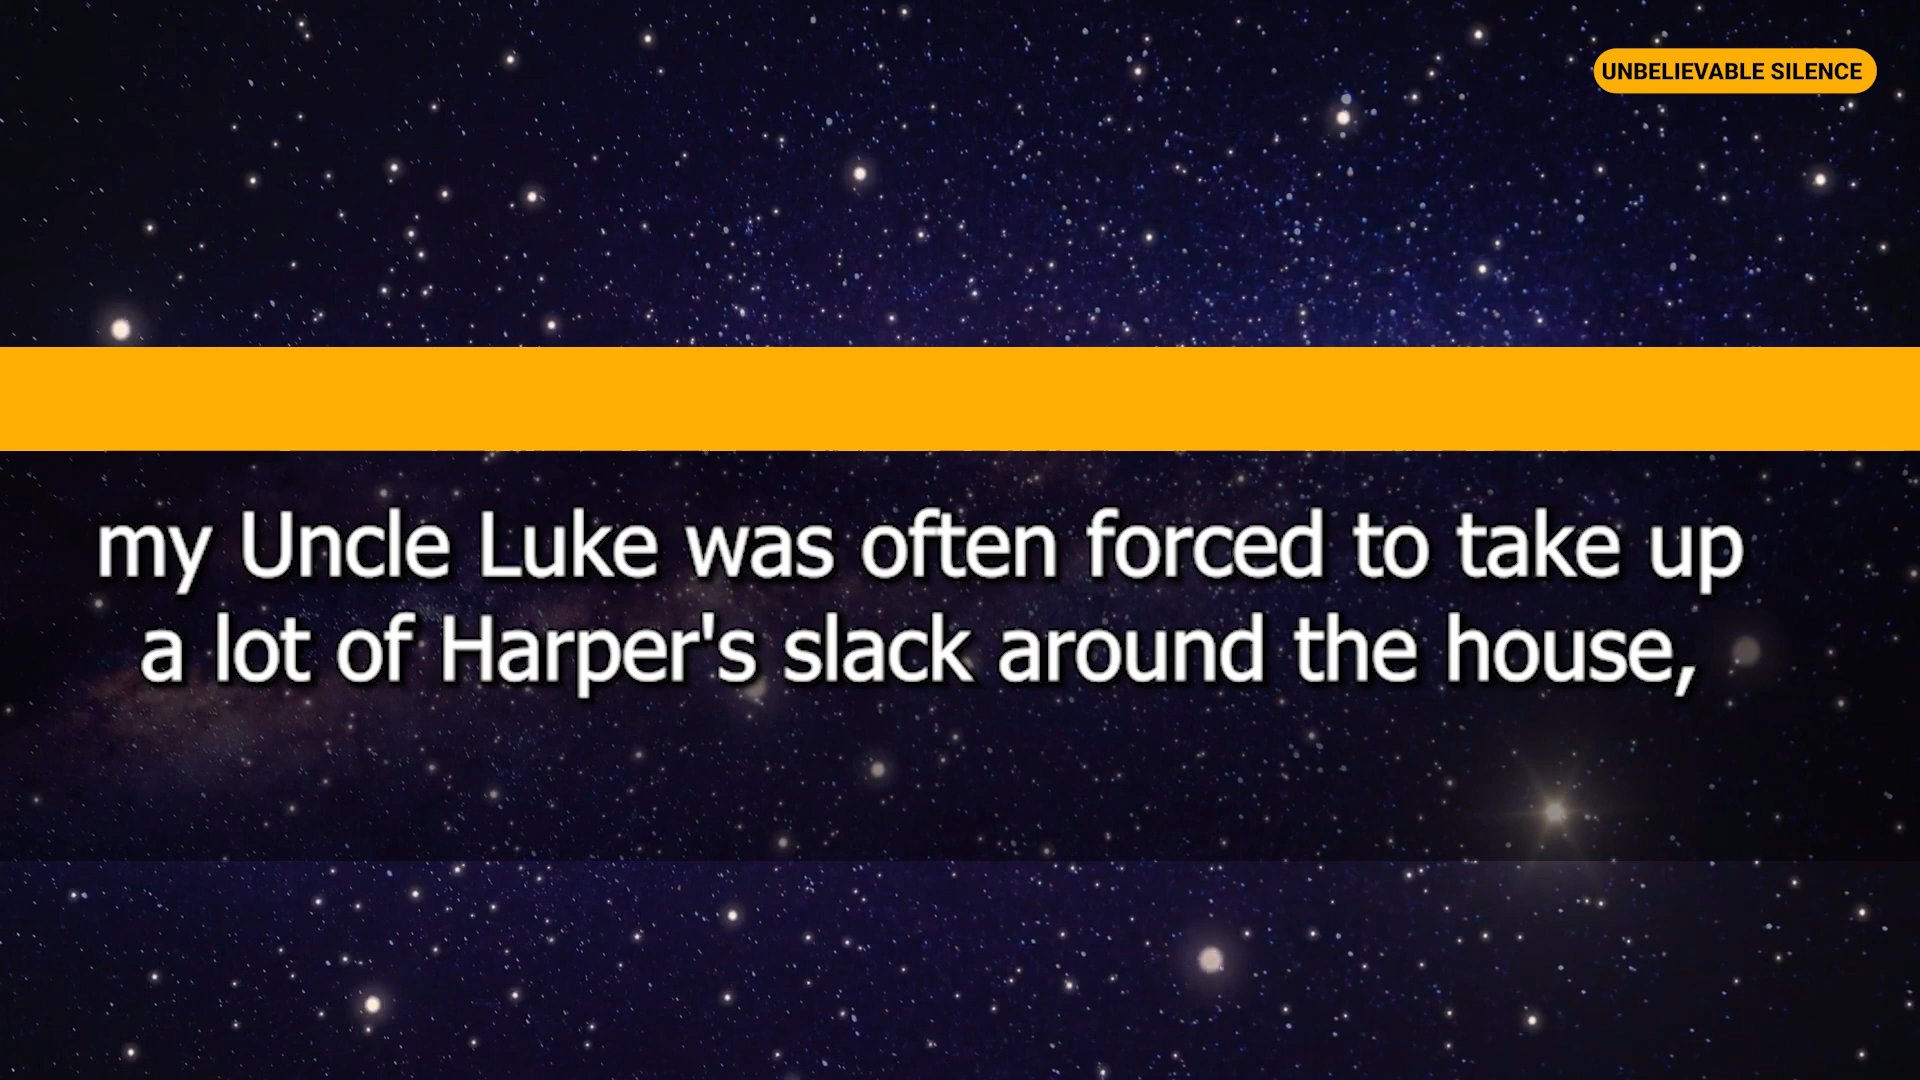 UNBELIEVABLE SILENCE
my Uncle Luke was often forced to take up
a lot of Harper's slack around the house,